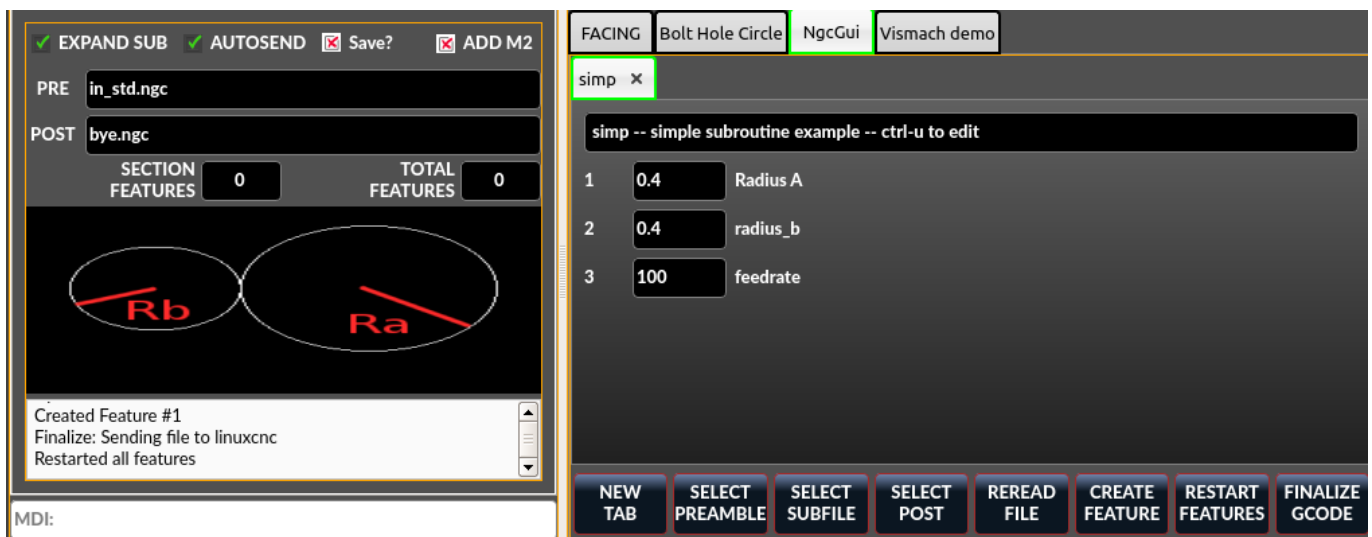 EXPAND SUB AUTOSEND Save? ADD M2
PRE in_std.ngc
POST bye.ngc
SECTION FEATURES 0 TOTAL FEATURES 0
Rb Ra
Created Feature #1
Finalize: Sending file to linuxcnc
Restarted all features
MDI:
FACING Bolt Hole Circle NgcGui Vismach demo
simp
simp -- simple subroutine example -- ctrl-u to edit
1 0.4 Radius A
2 0.4 radius_b
3 100 feedrate
NEW TAB SELECT PREAMBLE SELECT SUBFILE SELECT POST REREAD FILE CREATE FEATURE RESTART FEATURES FINALIZE GCODE